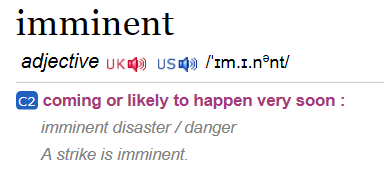 imminent
adjective UK US /ˈɪm.ɪ.nənt/
C2 coming or likely to happen very soon :
imminent disaster / danger
A strike is imminent.